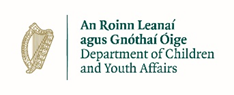 An Roinn Leanaí
agus Gnóthaí Óige
Department of Children
and Youth Affairs